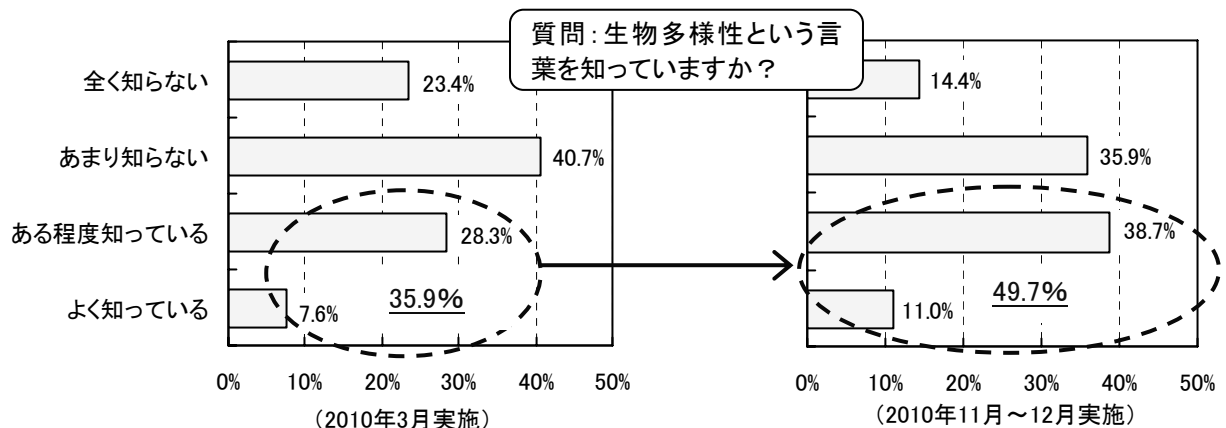 質問：生物多様性という言
葉を知っていますか？
全く知らない
23.4%
あまり知らない
40.7%
ある程度知っている
28.3%
よく知っている
7.6%
35.9%
0% 10% 20% 30% 40% 50%
（2010年3月実施）
14.4%
35.9%
38.7%
11.0%
49.7%
0% 10% 20% 30% 40% 50%
（2010年11月～12月実施）